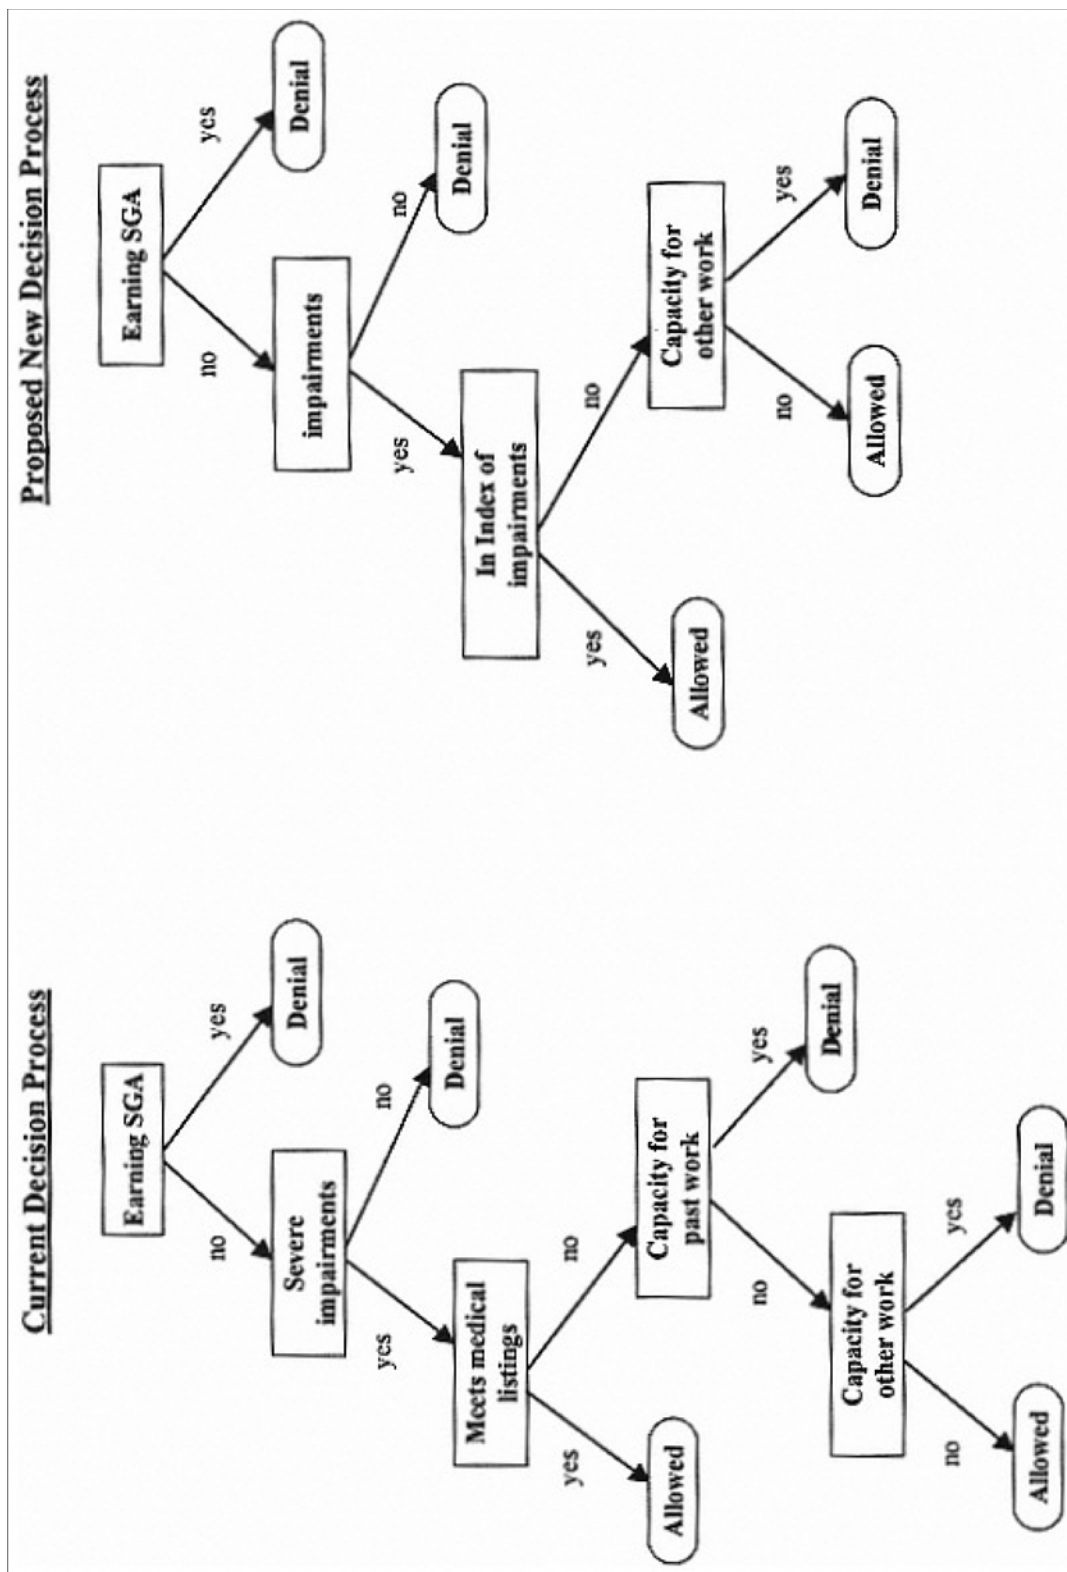 Current Decision Process
Earning SGA
no
yes
Severe
impairments
Denial
yes
no
Meets medical
listings
Denial
yes
no
Allowed
Capacity for
past work
no
yes
Capacity for
other work
Denial
no
yes
Allowed
Denial
Proposed New Decision Process
Earning SGA
no
yes
impairments
Denial
yes
no
In Index of
impairments
Denial
yes
no
Allowed
Capacity for
other work
no
yes
Allowed
Denial